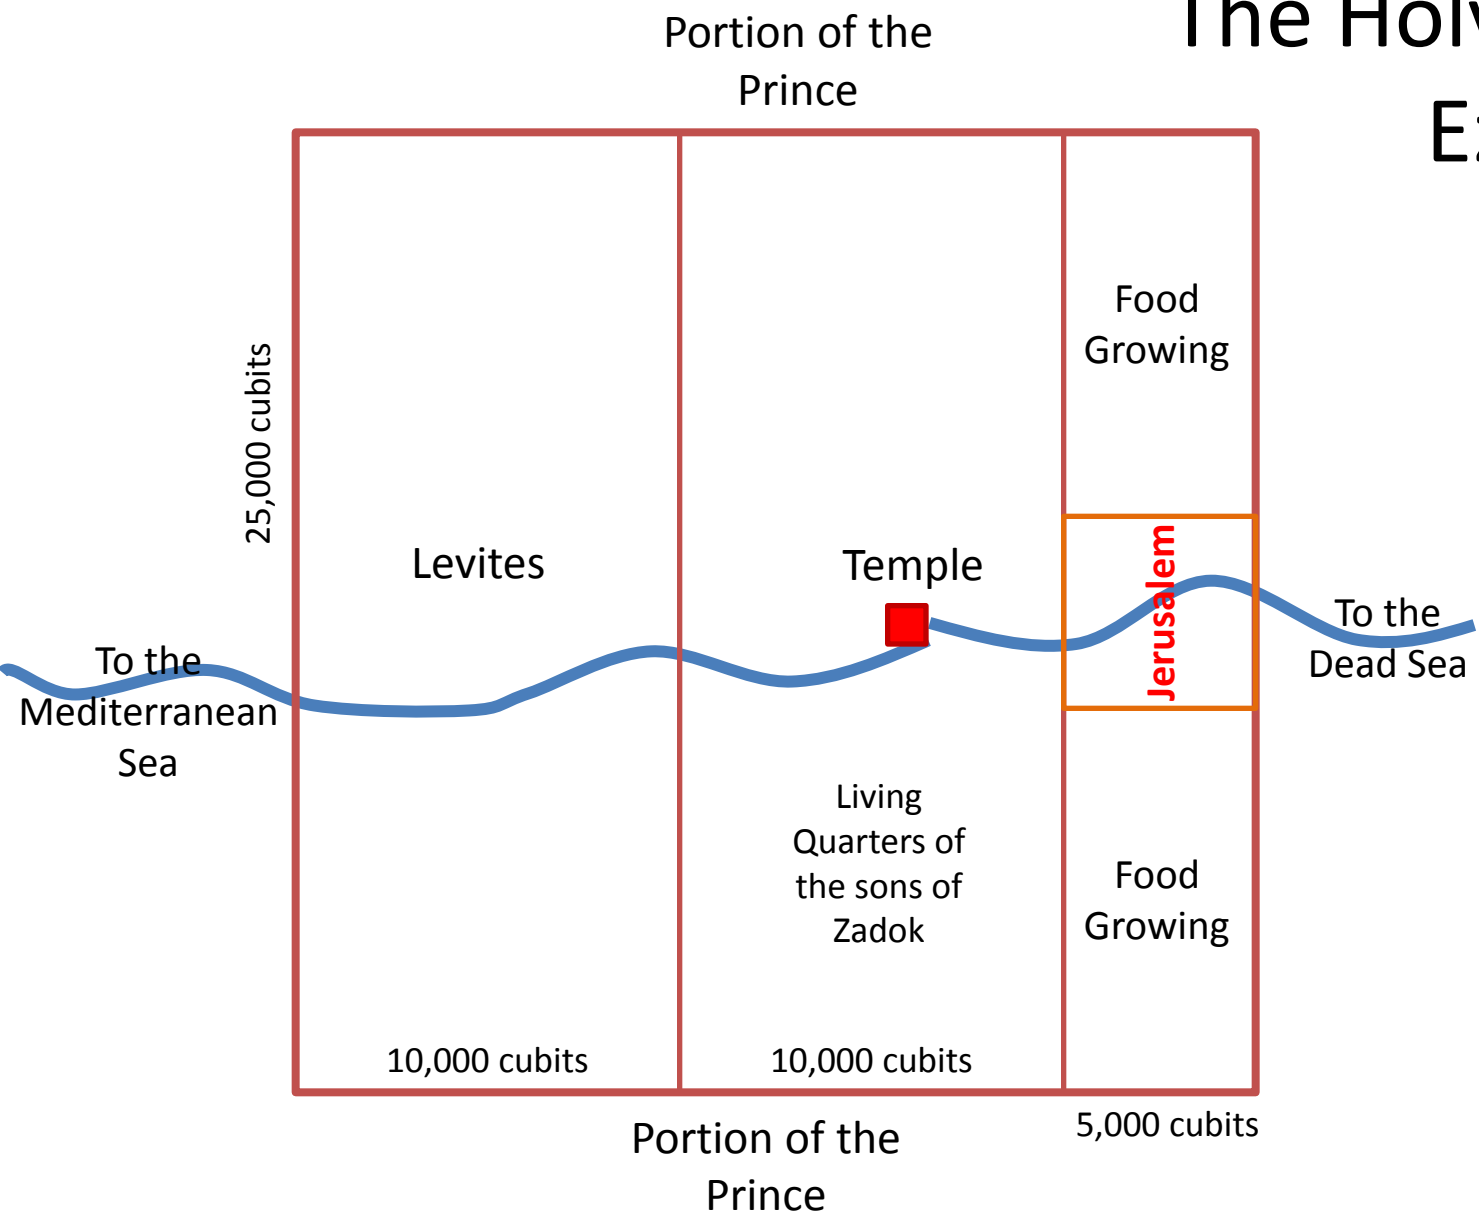 Portion of the
Prince
The
Food
Growing
25,000 cubits
Levites
Temple
Jerusalem
To the
Dead Sea
To the
Mediterranean
Sea
Living
Quarters of
the sons of
Zadok
Food
Growing
10,000 cubits
10,000 cubits
5,000 cubits
Portion of the
Prince